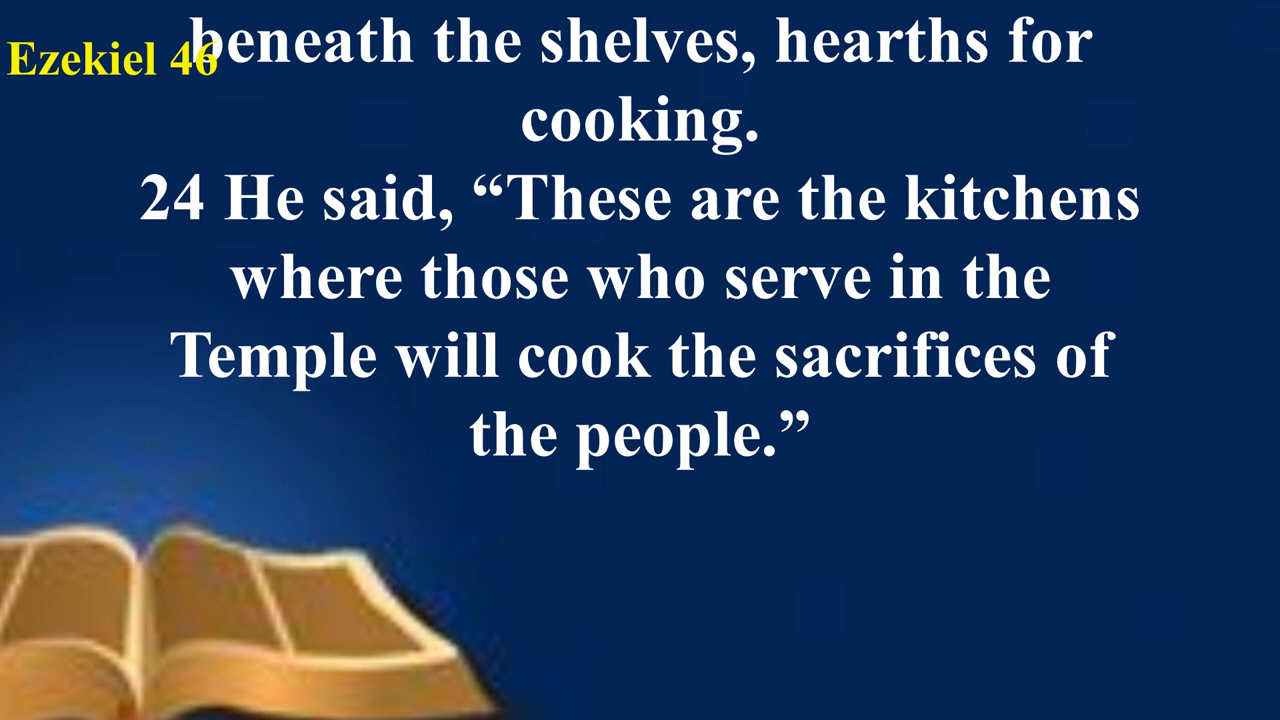 Ezekiel 46
beneath the shelves, hearths for
cooking.
24 He said, “These are the kitchens
where those who serve in the
Temple will cook the sacrifices of
the people.”